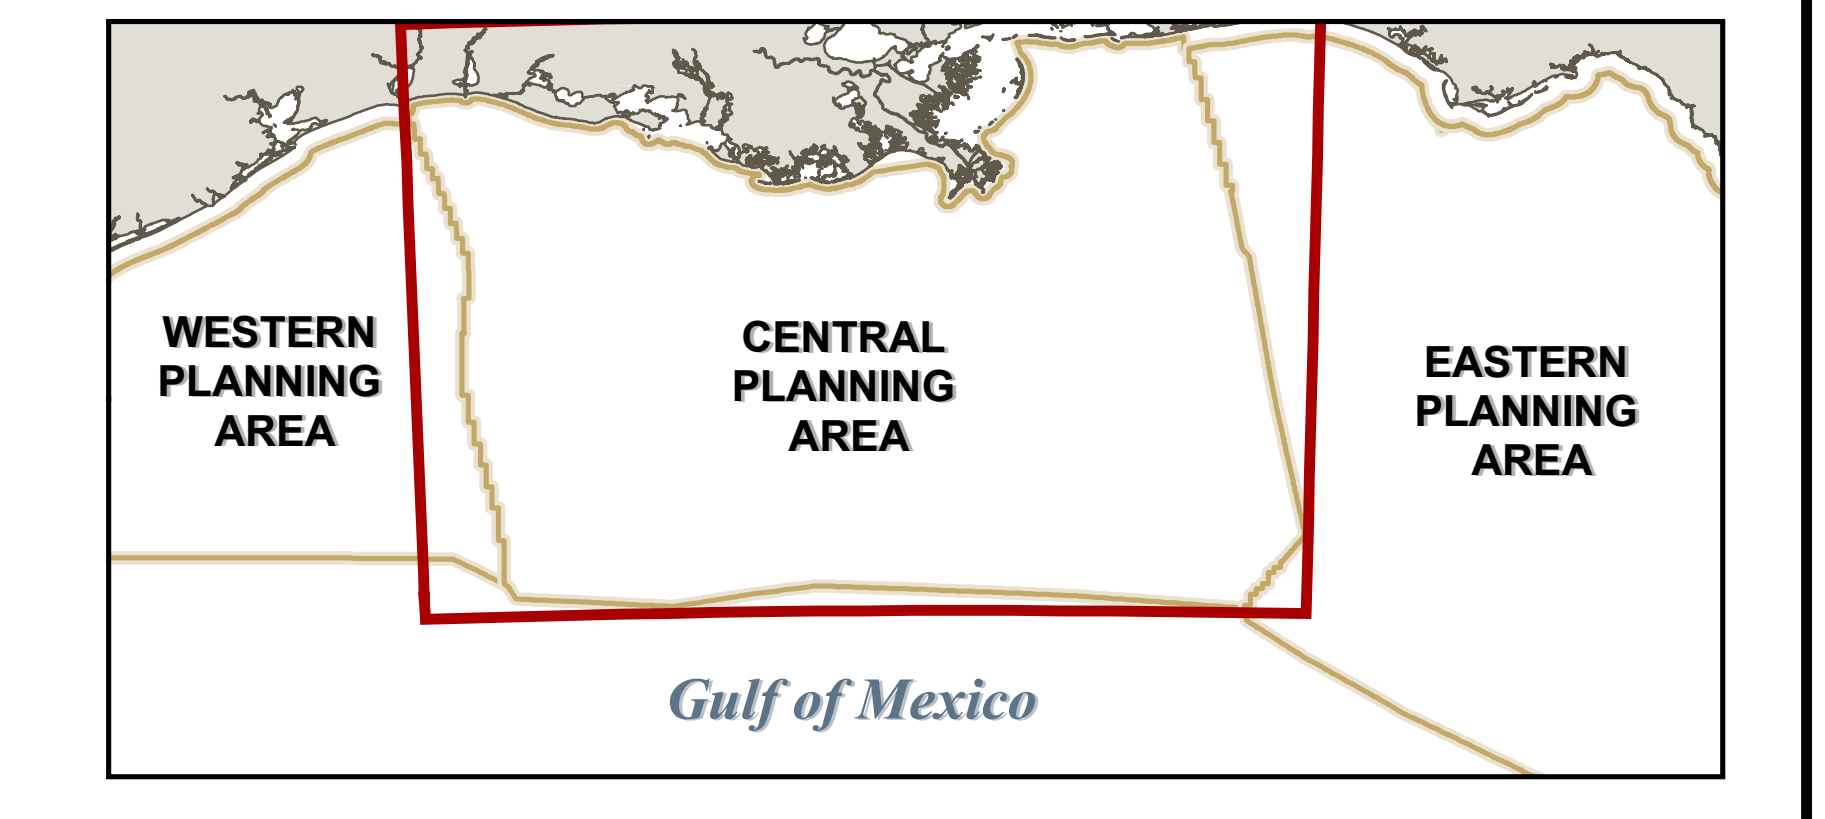 WESTERN
PLANNING
AREA
CENTRAL
PLANNING
AREA
EASTERN
PLANNING
AREA
Gulf of Mexico